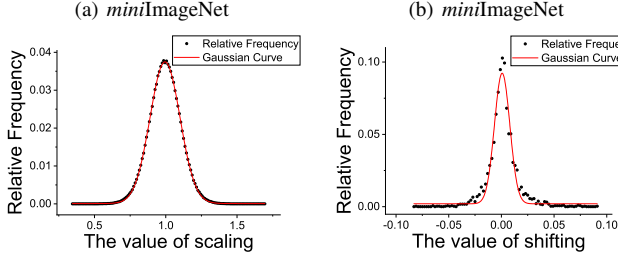 (a) miniImageNet
Relative Frequency
Gaussian Curve
0.04
0.03
0.02
0.01
0.00
Relative Frequency
0.5
1.0
1.5
The value of scaling
(b) miniImageNet
Relative Freque
Gaussian Curve
0.10
0.05
0.00
Relative Frequency
-0.10
-0.05
0.00
0.05
0.10
The value of shifting